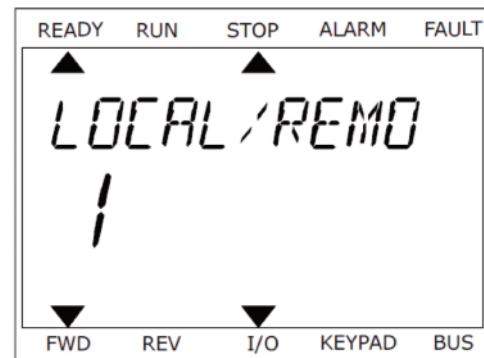 READY RUN STOP ALARM FAULT
LOCAL/REMO
1
FWD REV I/O KEYPAD BUS